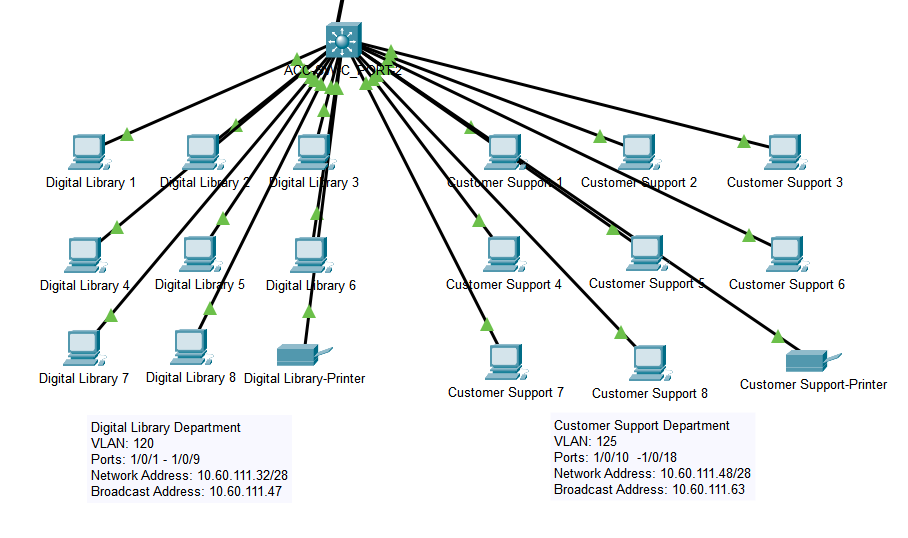 Digital Library 1
Digital Library 2
Digital Library 3
Customer Support 1
Customer Support 2
Customer Support 3
Digital Library 4
Digital Library 5
Digital Library 6
Customer Support 4
Customer Support 5
Customer Support 6
Digital Library 7
Digital Library 8
Digital Library-Printer
Customer Support 7
Customer Support 8
Customer Support-Printer
Digital Library Department
VLAN: 120
Ports: 1/0/1 - 1/0/9
Network Address: 10.60.111.32/28
Broadcast Address: 10.60.111.47
Customer Support Department
VLAN: 125
Ports: 1/0/10  -1/0/18
Network Address: 10.60.111.48/28
Broadcast Address: 10.60.111.63